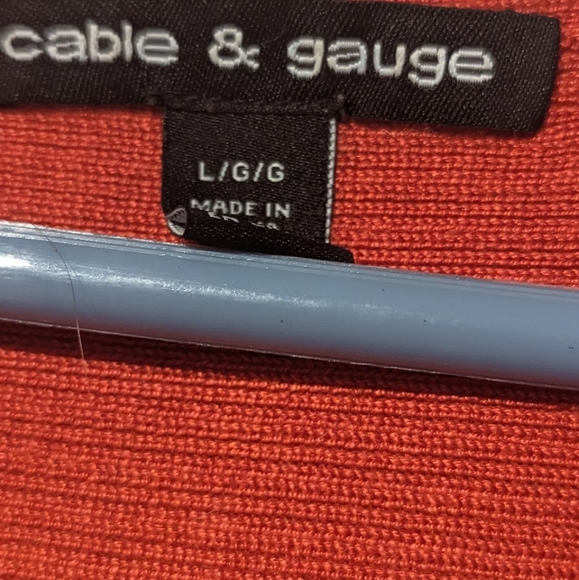 cable & gauge
L/G/G
MADE IN